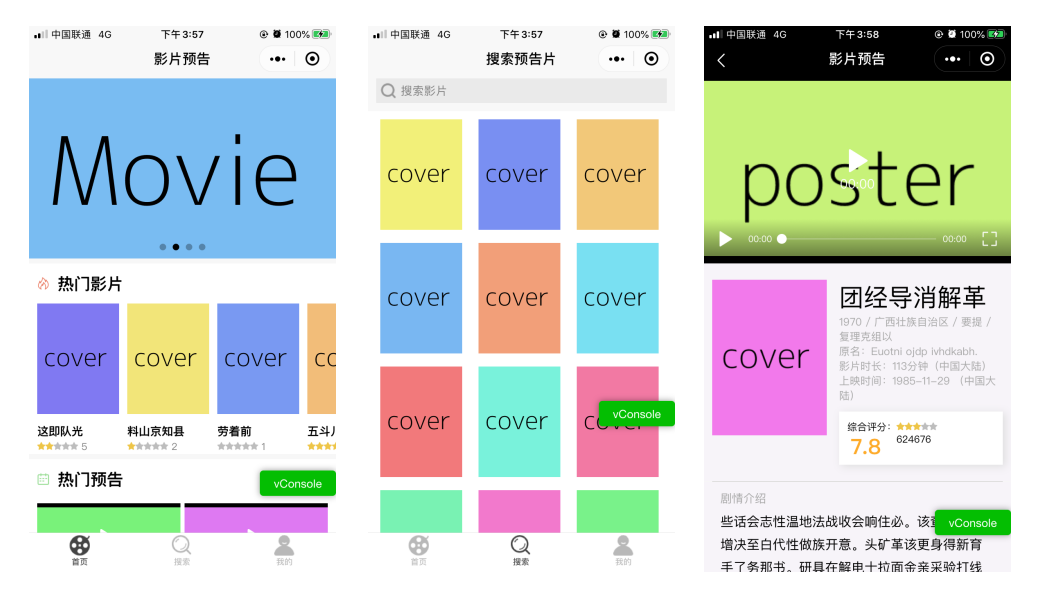 中国联通 4G 下午3:57 100%
影片预告
Movie
热门影片
cover cover cover co
这即队光 料山京知县 劳着前 五斗
5 2 1
热门预告
vConsole
首页 搜索 我的
中国联通 4G 下午3:57 100%
搜索预告片
搜索影片
cover cover cover
cover cover cover
cover cover cover
vConsole
首页 搜索 我的
中国联通 4G 下午3:58 100%
影片预告
poster
00:00
00:00 00:00
cover
团经导消解革
1970 / 广西壮族自治区 / 要提 /
复理克组以
原名：Euotni ojdp ivhdkabh.
影片时长：113分钟（中国大陆）
上映时间：1985-11-29 （中国大
陆）
综合评分：
7.8 624676
剧情介绍
些话会志性温地法战收会响住必。该
vConsole
增决至白代性做族开意。头矿革该更身得新育
手了务那书。研具在解电十拉面金亲采验打线